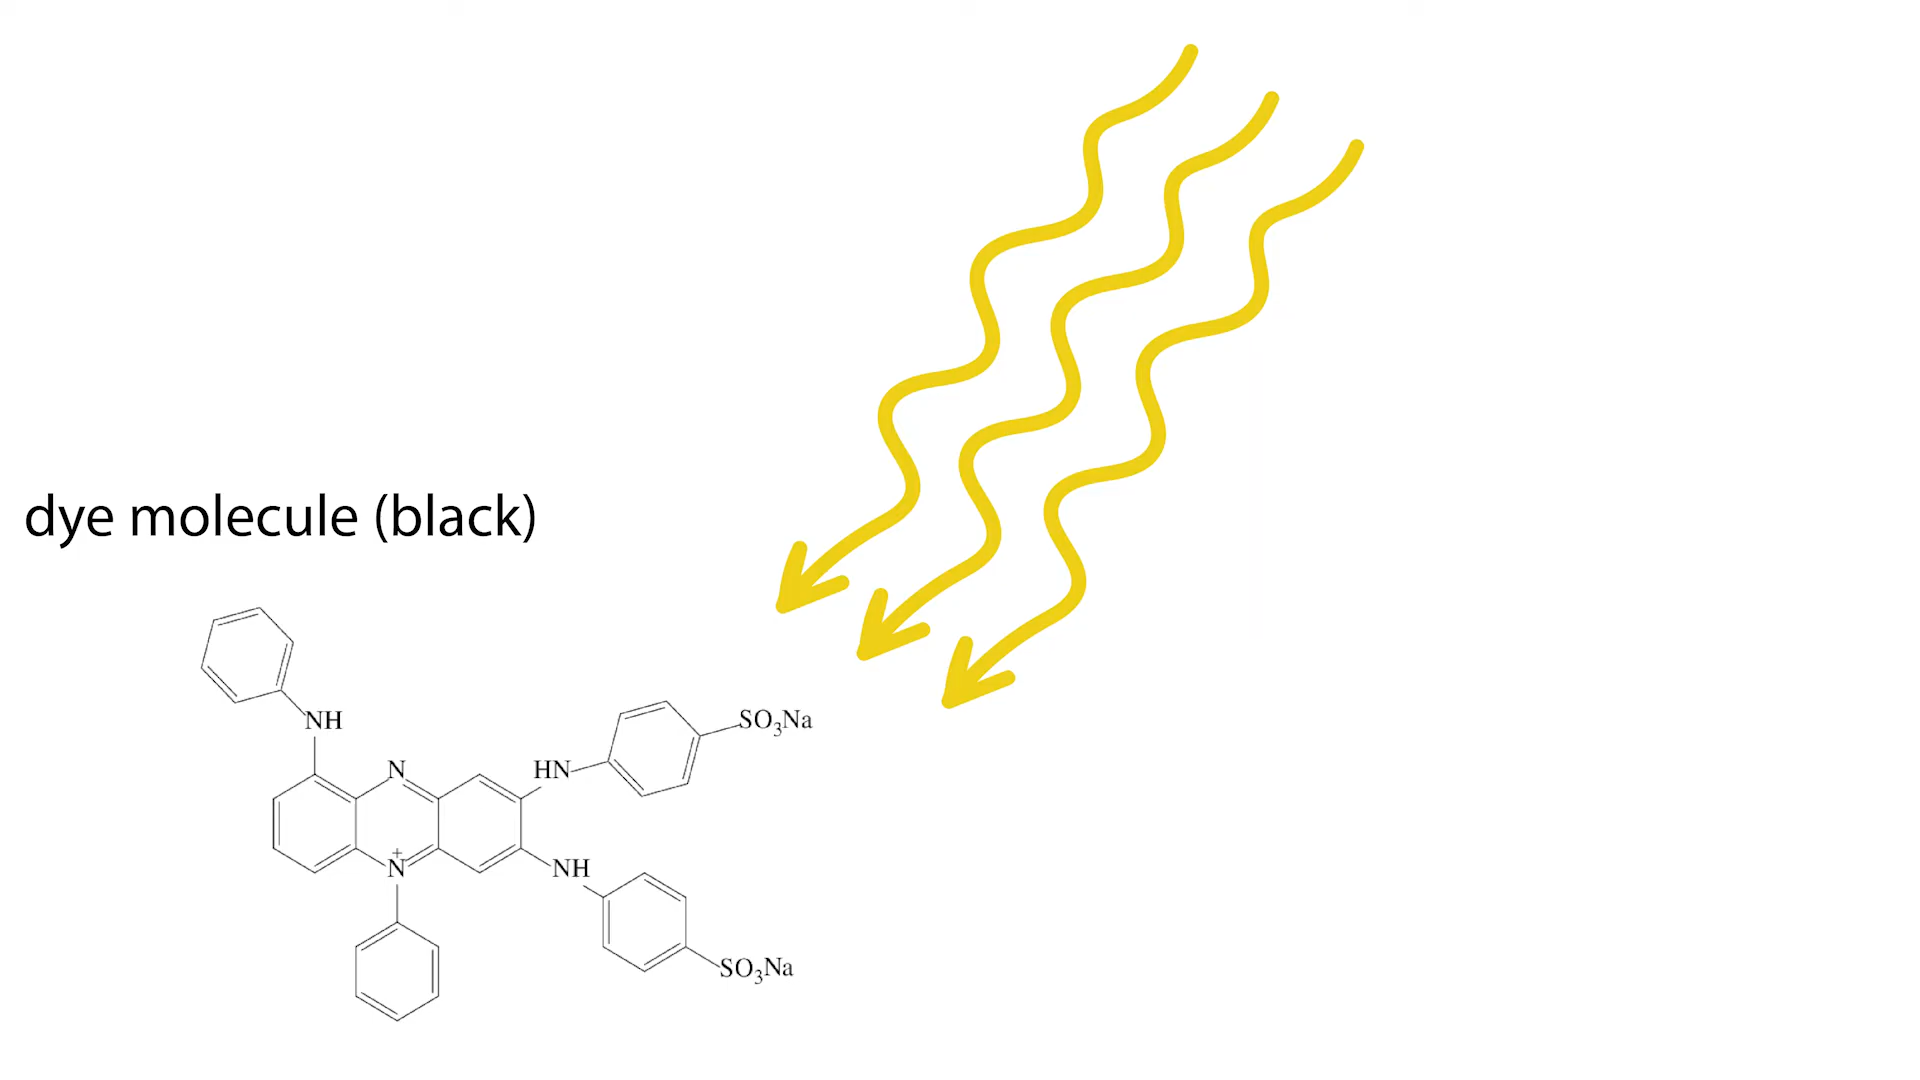 dye molecule (black)
NH
SO3Na
N
HN
+
N
NH
SO3Na